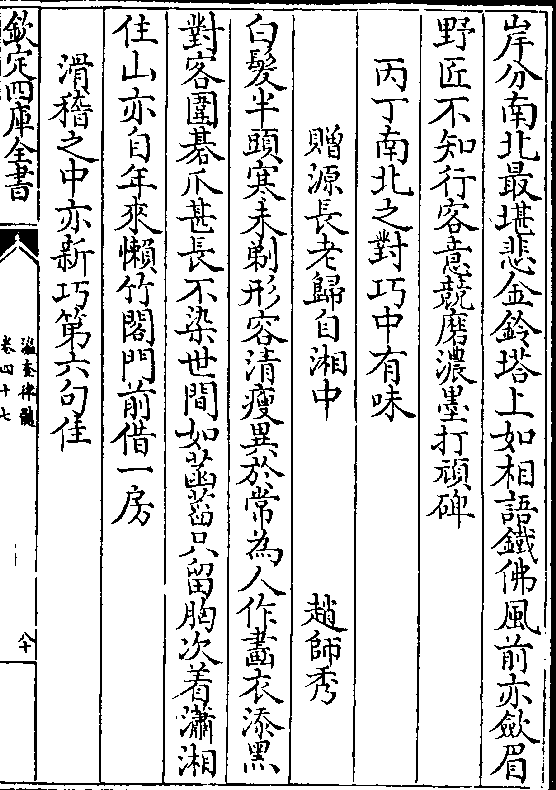 岸分南北最堪悲金鈴塔上如相語鐵佛風前亦斂眉
野匠不知行客意競磨濃墨打頑碑
丙丁南北之對巧中有味
贈源長老歸自湘中 趙師秀
白髮半頭寒未剃形容清瘦異於常為人作畵衣添黑
對客圍碁爪甚長不染世間如菡萏只留胸次着瀟湘
住山亦自年來懶竹閣門前借一房
滑稽之中亦新巧第六句佳
欽定四庫全書
瀛奎律髓
卷四十七
八十